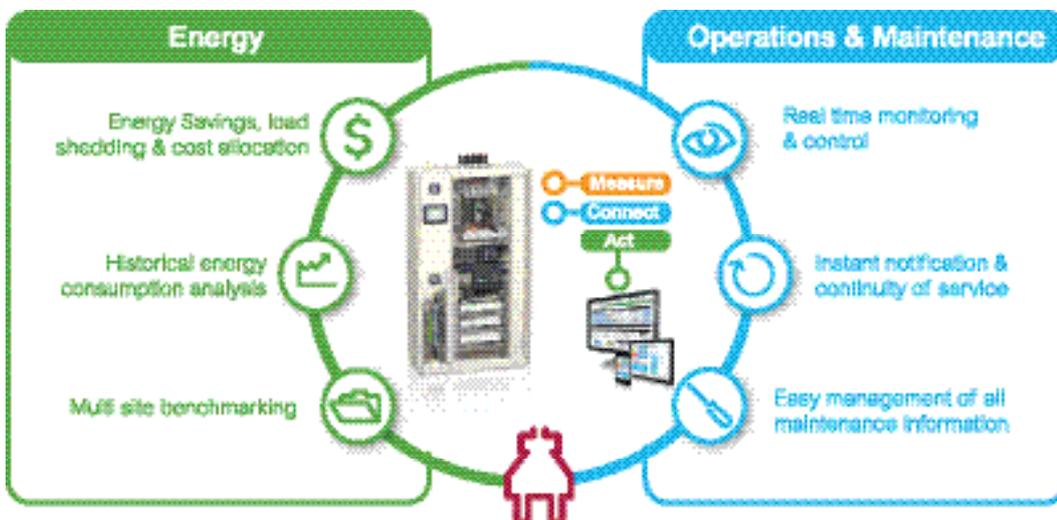 Energy
Energy Savings, load
shedding & cost allocation
Historical energy
consumption analysis
Multi site benchmarking
Measure
Connect
Act
Operations & Maintenance
Real time monitoring
& control
Instant notification &
continuity of service
Easy management of all
maintenance information
$